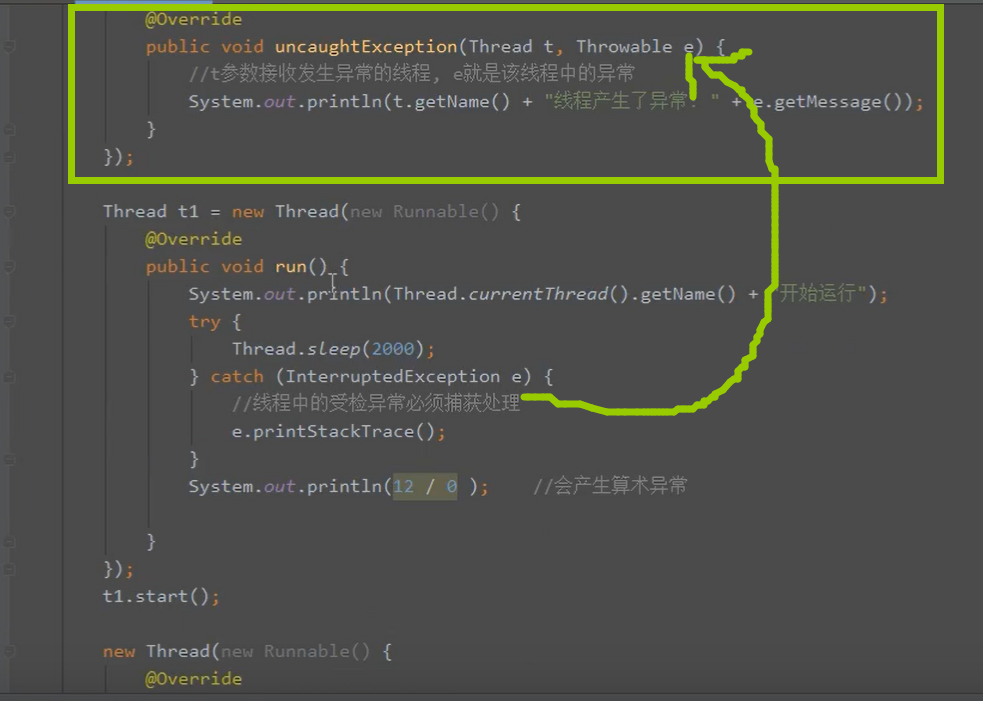 @Override
public void uncaughtException(Thread t, Throwable e) {
//t参数接收发生异常的线程, e就是该线程中的异常
System.out.println(t.getName() + "线程产生了异常: " + e.getMessage());
}
});
Thread t1 = new Thread(new Runnable() {
@Override
public void run() {
System.out.println(Thread.currentThread().getName() + "开始运行");
try {
Thread.sleep(2000);
} catch (InterruptedException e) {
//线程中的受检异常必须捕获处理
e.printStackTrace();
}
System.out.println(12 / 0 ); //会产生算术异常
}
});
t1.start();
new Thread(new Runnable() {
@Override